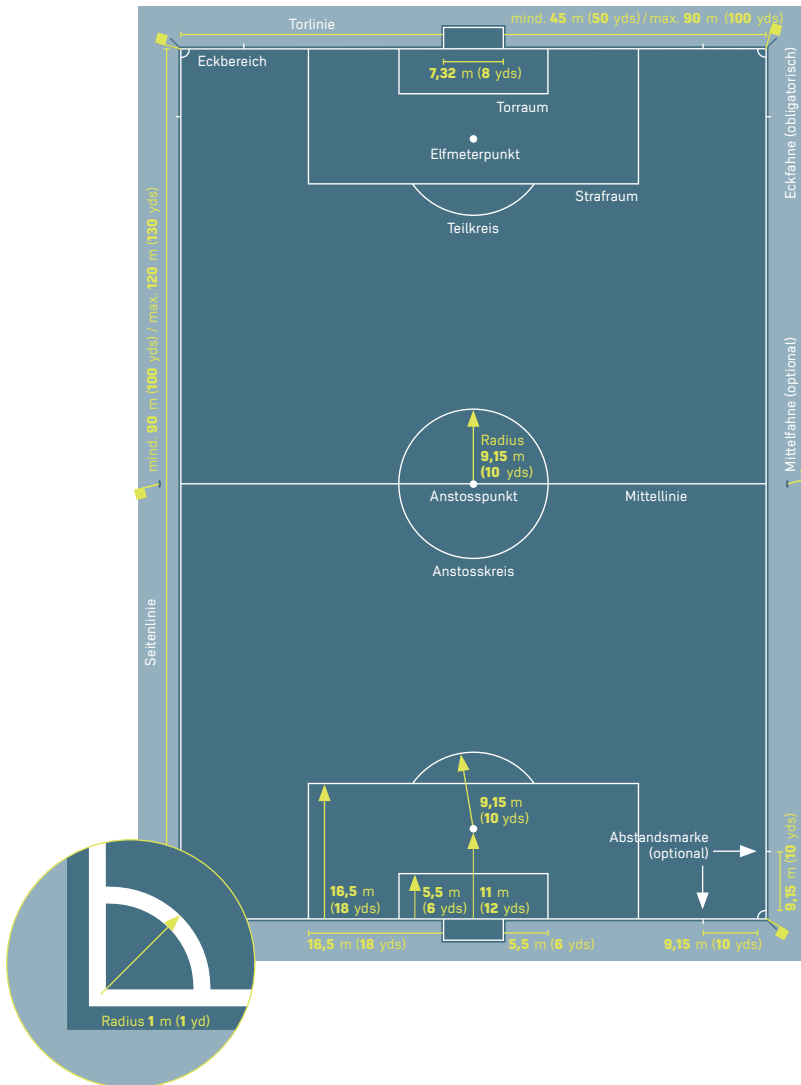 Torlinie
mind. 45 m (50 yds) / max. 90 m (100 yds)
Eckbereich
7,32 m (8 yds)
Torraum
Eckfahne (obligatorisch)
Elfmeterpunkt
Strafraum
Teilkreis
mind. 90 m (100 yds) / max. 120 m (130 yds)
Mittelfahne (optional)
Radius
9,15 m
(10 yds)
Anstosspunkt
Mittellinie
Anstosskreis
Seitenlinie
9,15 m
(10 yds)
Abstandsmarke
(optional)
9,15 m (10 yds)
16,5 m
(18 yds)
5,5 m
(6 yds)
11 m
(12 yds)
16,5 m (18 yds)
5,5 m (6 yds)
9,15 m (10 yds)
Radius 1 m (1 yd)